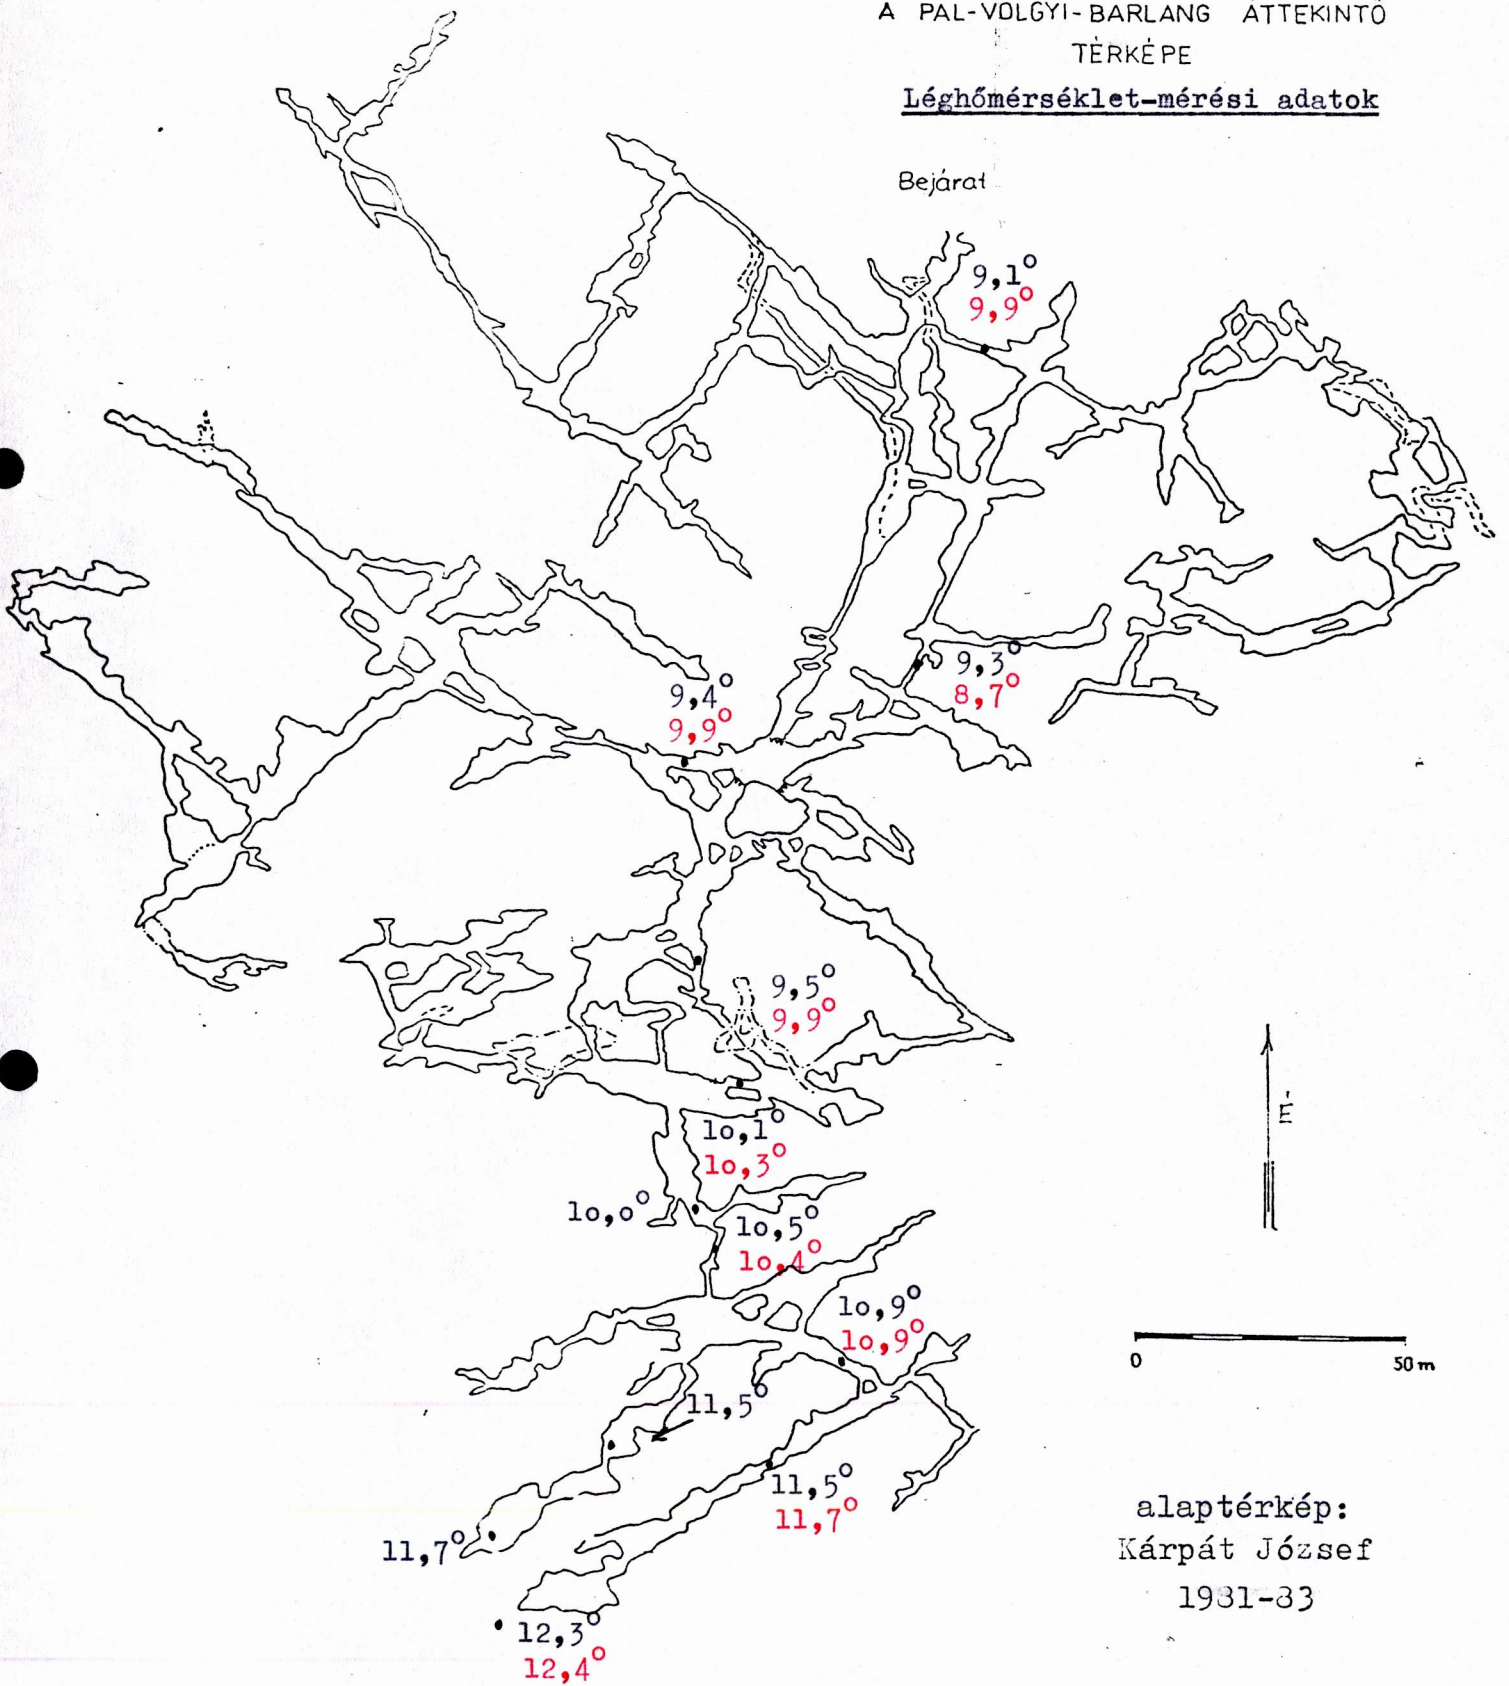 A PÁL-VÖLGYI-BARLANG ÁTTEKINTŐ
TÉRKÉPE
Léghőmérséklet-mérési adatok
Bejárat
9,1°
9,9°
9,3°
8,7°
9,4°
9,9°
9,5°
9,9°
lo,1°
lo,3°
lo,o°
lo,5°
lo,4°
lo,9°
lo,9°
11,5°
11,5°
11,7°
11,7°
12,3°
12,4°
É
0 50 m
alaptérkép:
Kárpát József
1981-83